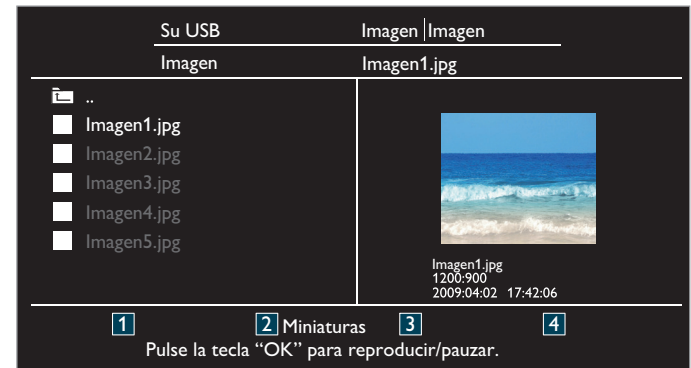 Su USB Imagen Imagen
Imagen Imagen1.jpg
..
Imagen1.jpg
Imagen2.jpg
Imagen3.jpg
Imagen4.jpg
Imagen5.jpg
Imagen1.jpg
1200:900
2009:04:02 17:42:06
1 2 Miniaturas 3 4
Pulse la tecla “OK” para reproducir/pauzar.